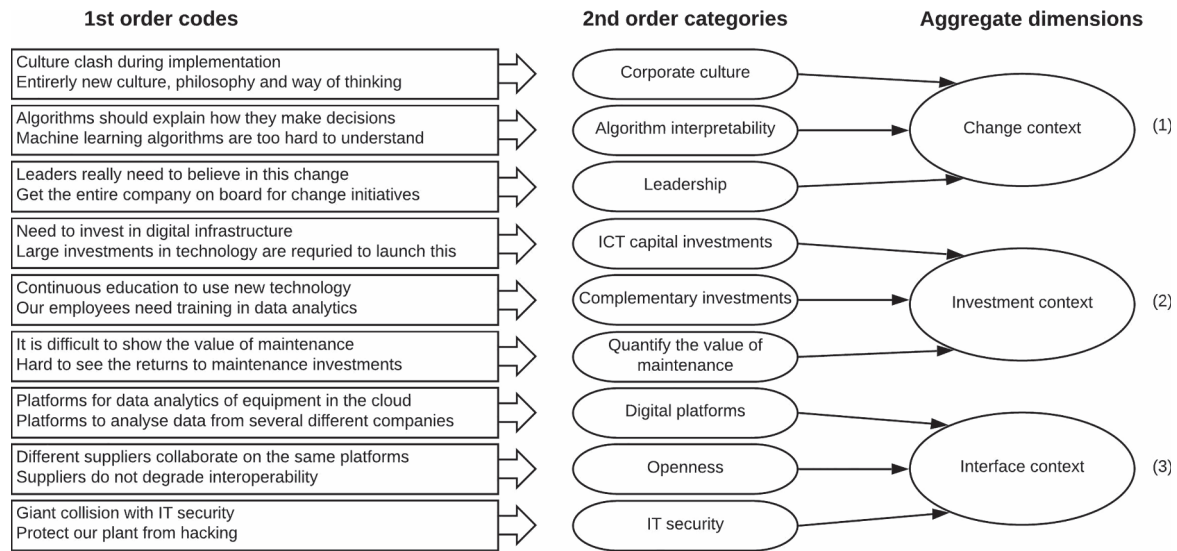 1st order codes
2nd order categories
Aggregate dimensions
Culture clash during implementation
Entirerly new culture, philosophy and way of thinking
Corporate culture
Algorithms should explain how they make decisions
Machine learning algorithms are too hard to understand
Algorithm interpretability
Change context
(1)
Leaders really need to believe in this change
Get the entire company on board for change initiatives
Leadership
Need to invest in digital infrastructure
Large investments in technology are requried to launch this
ICT capital investments
Continuous education to use new technology
Our employees need training in data analytics
Complementary investments
Investment context
(2)
It is difficult to show the value of maintenance
Hard to see the returns to maintenance investments
Quantify the value of
maintenance
Platforms for data analytics of equipment in the cloud
Platforms to analyse data from several different companies
Digital platforms
Different suppliers collaborate on the same platforms
Suppliers do not degrade interoperability
Openness
Interface context
(3)
Giant collision with IT security
Protect our plant from hacking
IT security